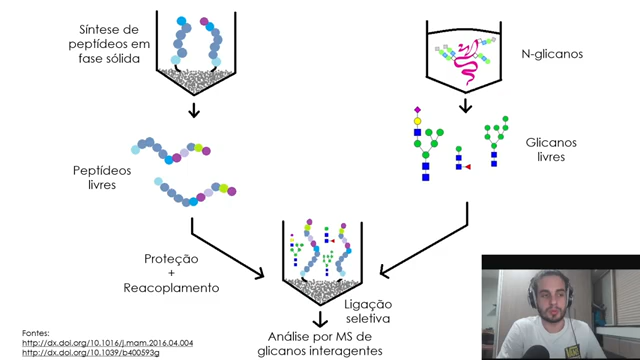 Síntese de
peptídeos em
fase sólida
N-glicanos
Peptídeos
livres
Glicanos
livres
Proteção
+
Reacoplamento
Ligação
seletiva
Análise por MS de
glicanos interagentes
Fontes:
http://dx.doi.org/10.1016/j.mam.2016.04.004
http://dx.doi.org/10.1039/b400593g